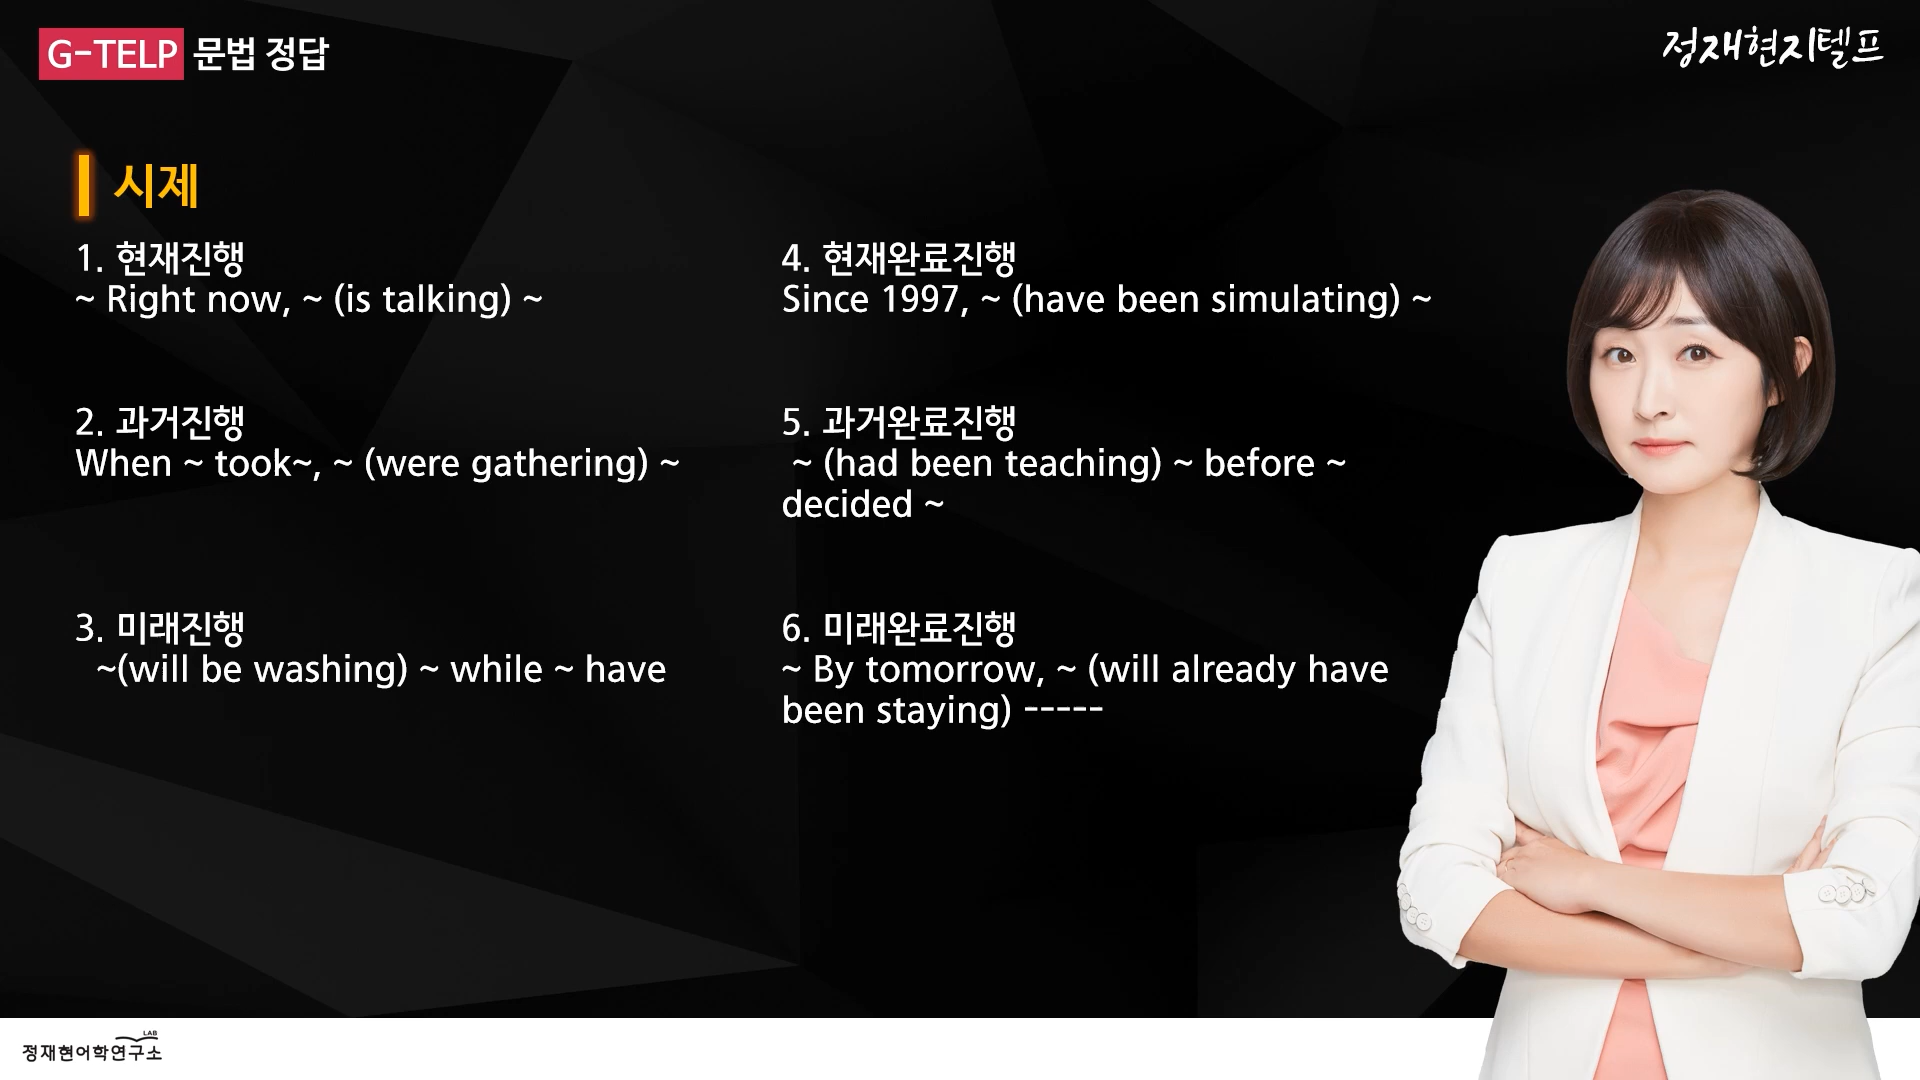 G-TELP 문법 정답
정재현지텔프
시제
1. 현재진행
~ Right now, ~ (is talking) ~
2. 과거진행
When ~ took~, ~ (were gathering) ~
3. 미래진행
~(will be washing) ~ while ~ have
4. 현재완료진행
Since 1997, ~ (have been simulating) ~
5. 과거완료진행
~ (had been teaching) ~ before ~
decided ~
6. 미래완료진행
~ By tomorrow, ~ (will already have
been staying) -----
LAB
정재현어학연구소